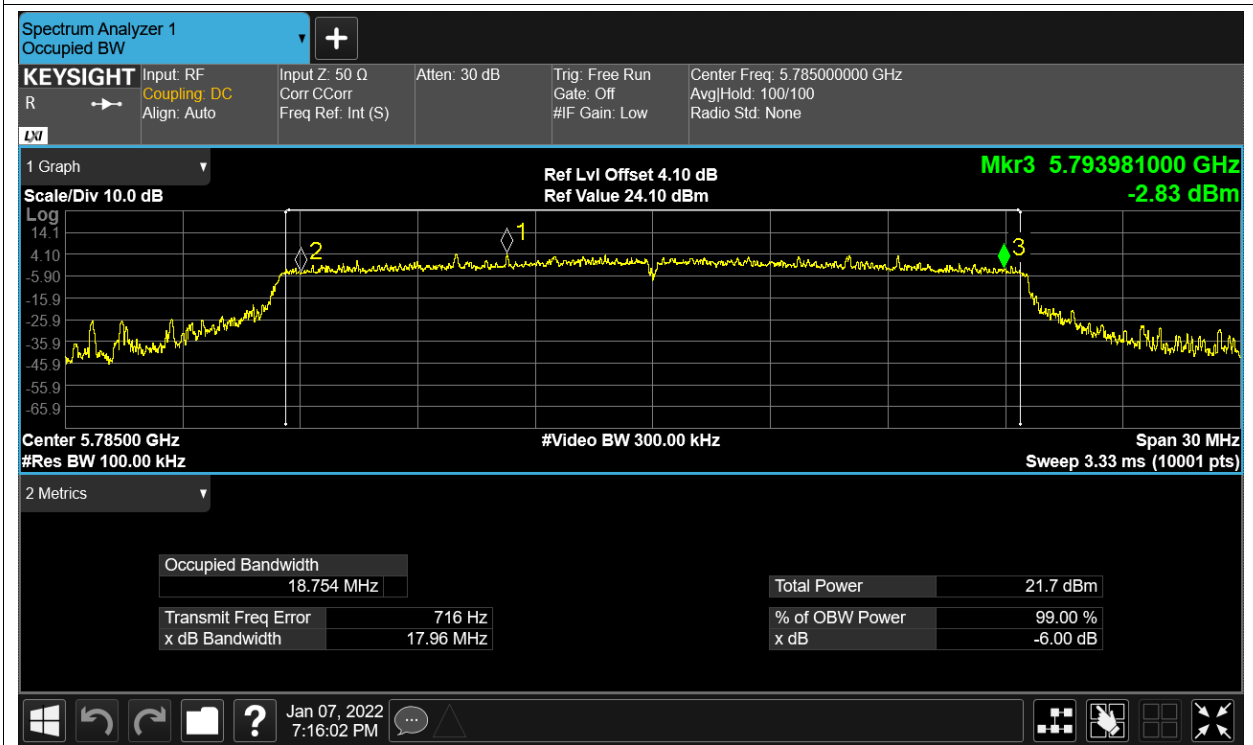 Spectrum Analyzer 1
Occupied BW
+
KEYSIGHT
R
LXI
Input: RF
Coupling: DC
Align: Auto
Input Z: 50 Ω
Corr CCorr
Freq Ref: Int (S)
Atten: 30 dB
Trig: Free Run
Gate: Off
#IF Gain: Low
Center Freq: 5.785000000 GHz
Avg|Hold: 100/100
Radio Std: None
1 Graph
Scale/Div 10.0 dB
Ref Lvl Offset 4.10 dB
Ref Value 24.10 dBm
Mkr3 5.793981000 GHz
-2.83 dBm
Log
14.1
4.10
-5.90
-15.9
-25.9
-35.9
-45.9
-55.9
-65.9
2
1
3
Center 5.78500 GHz
#Res BW 100.00 kHz
#Video BW 300.00 kHz
Span 30 MHz
Sweep 3.33 ms (10001 pts)
2 Metrics
Occupied Bandwidth
18.754 MHz
Transmit Freq Error 716 Hz
x dB Bandwidth 17.96 MHz
Total Power 21.7 dBm
% of OBW Power 99.00 %
x dB -6.00 dB
?
Jan 07, 2022
7:16:02 PM